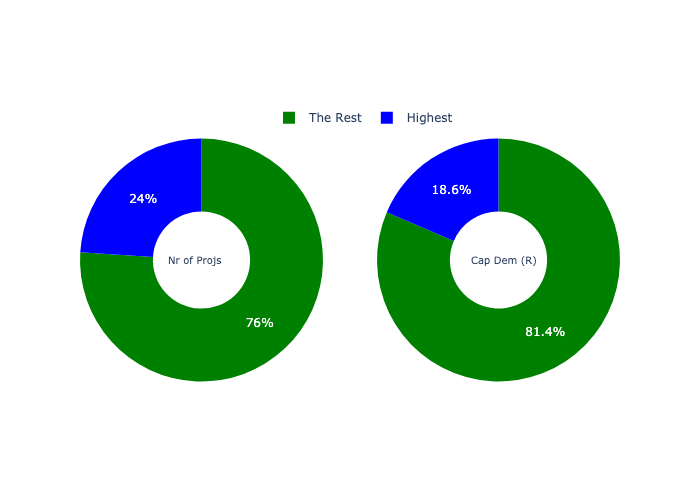 The Rest
Highest
24%
18.6%
Nr of Projs
Cap Dem (R)
76%
81.4%